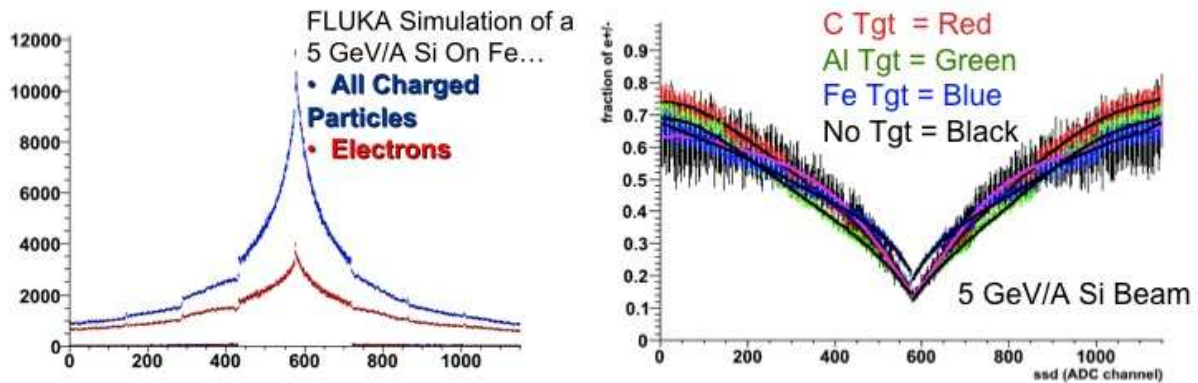 FLUKA Simulation of a
5 GeV/A Si On Fe...
• All Charged
Particles
• Electrons
12000
10000
8000
6000
4000
2000
0
0 200 400 600 800 1000
C Tgt = Red
Al Tgt = Green
Fe Tgt = Blue
No Tgt = Black
5 GeV/A Si Beam
fraction of e+/-
0.9
0.8
0.7
0.6
0.5
0.4
0.3
0.2
0.1
0
0 200 400 600 800 1000
ssd (ADC channel)